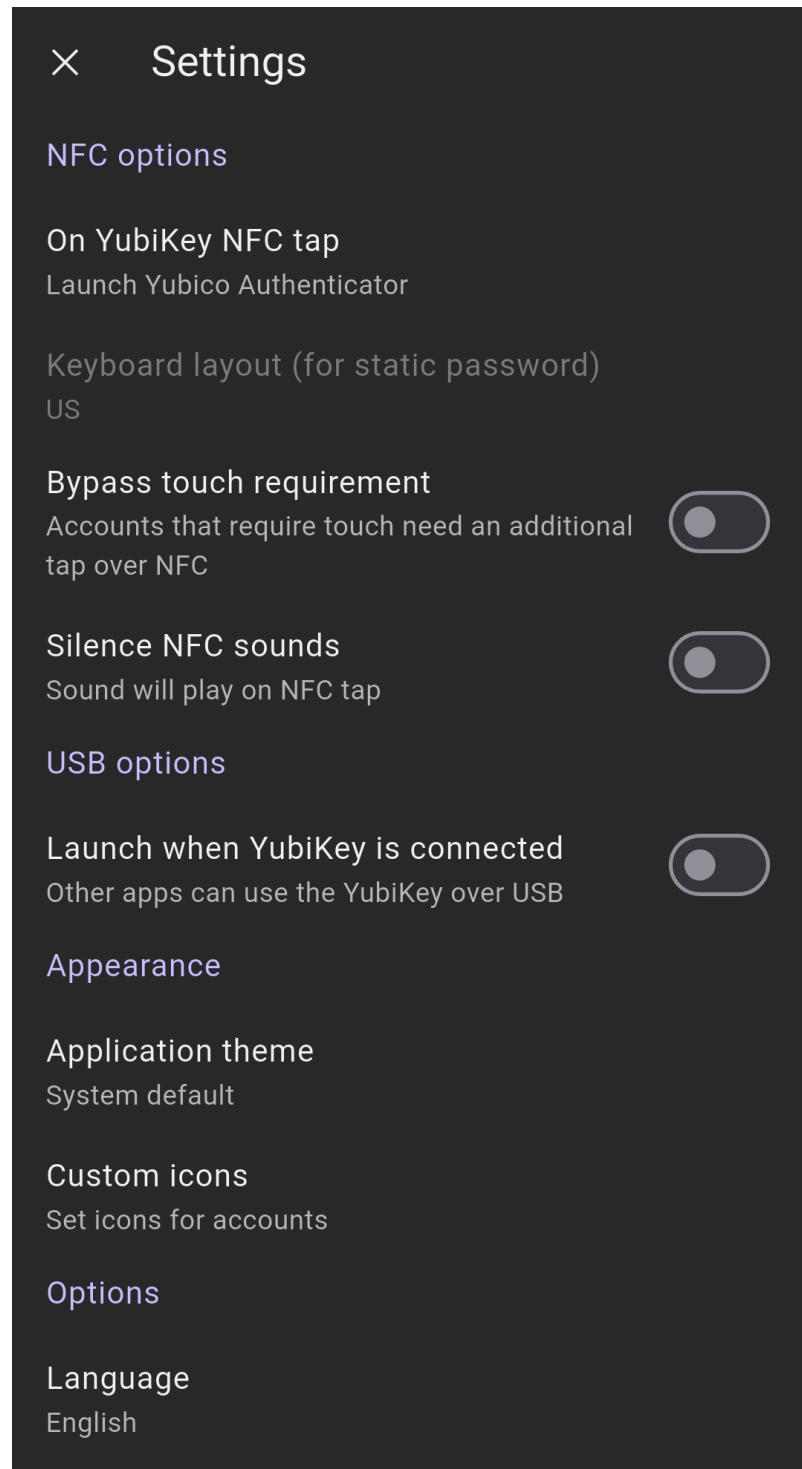 Settings
NFC options
On YubiKey NFC tap
Launch Yubico Authenticator
Keyboard layout (for static password)
US
Bypass touch requirement
Accounts that require touch need an additional
tap over NFC
Silence NFC sounds
Sound will play on NFC tap
USB options
Launch when YubiKey is connected
Other apps can use the YubiKey over USB
Appearance
Application theme
System default
Custom icons
Set icons for accounts
Options
Language
English